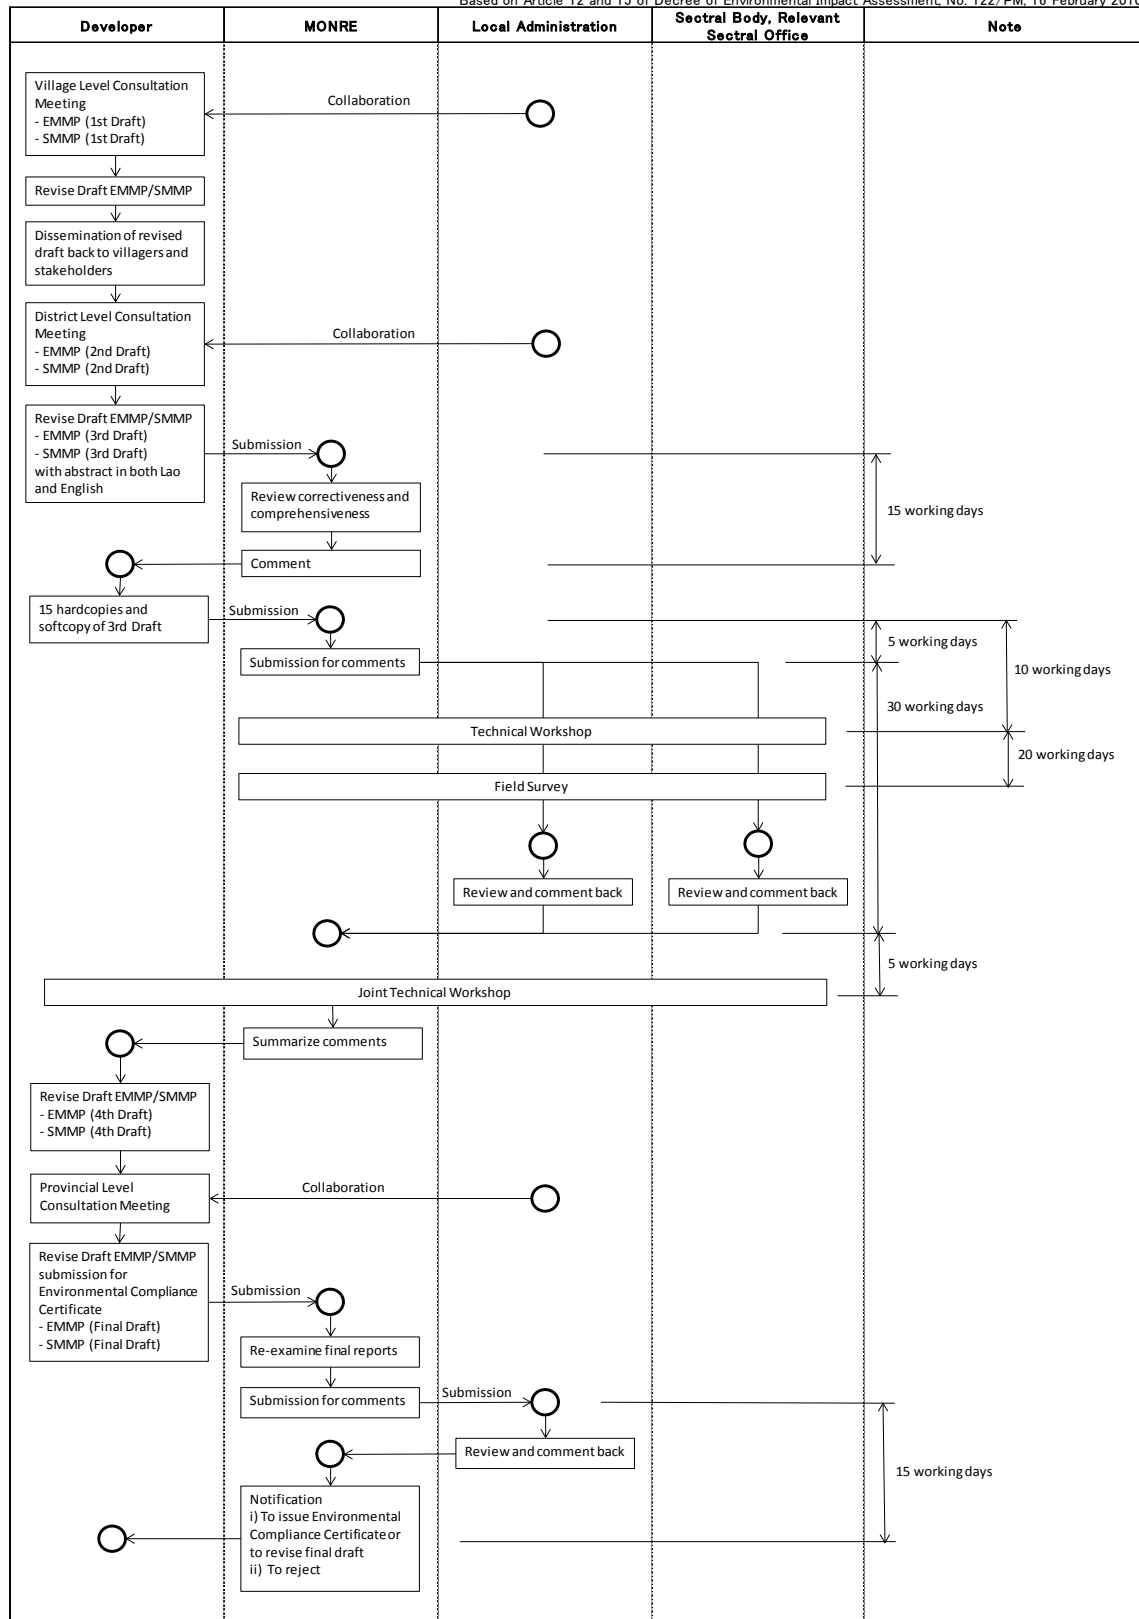 Based on Article 12 and 15 of Decree of Environmental Impact Assessment, No. 122/PM, 16 February 2010
Developer
MONRE
Local Administration
Sectral Body, Relevant
Sectral Office
Note
Village Level Consultation
Meeting
- EMMP (1st Draft)
- SMMP (1st Draft)
Collaboration
Revise Draft EMMP/SMMP
Dissemination of revised
draft back to villagers and
stakeholders
District Level Consultation
Meeting
- EMMP (2nd Draft)
- SMMP (2nd Draft)
Collaboration
Revise Draft EMMP/SMMP
- EMMP (3rd Draft)
- SMMP (3rd Draft)
with abstract in both Lao
and English
Submission
Review correctiveness and
comprehensiveness
15 working days
Comment
15 hardcopies and
softcopy of 3rd Draft
Submission
Submission for comments
5 working days
10 working days
30 working days
Technical Workshop
20 working days
Field Survey
Review and comment back
Review and comment back
5 working days
Joint Technical Workshop
Summarize comments
Revise Draft EMMP/SMMP
- EMMP (4th Draft)
- SMMP (4th Draft)
Provincial Level
Consultation Meeting
Collaboration
Revise Draft EMMP/SMMP
submission for
Environmental Compliance
Certificate
- EMMP (Final Draft)
- SMMP (Final Draft)
Submission
Re-examine final reports
Submission for comments
Submission
Review and comment back
15 working days
Notification
i) To issue Environmental
Compliance Certificate or
to revise final draft
ii) To reject